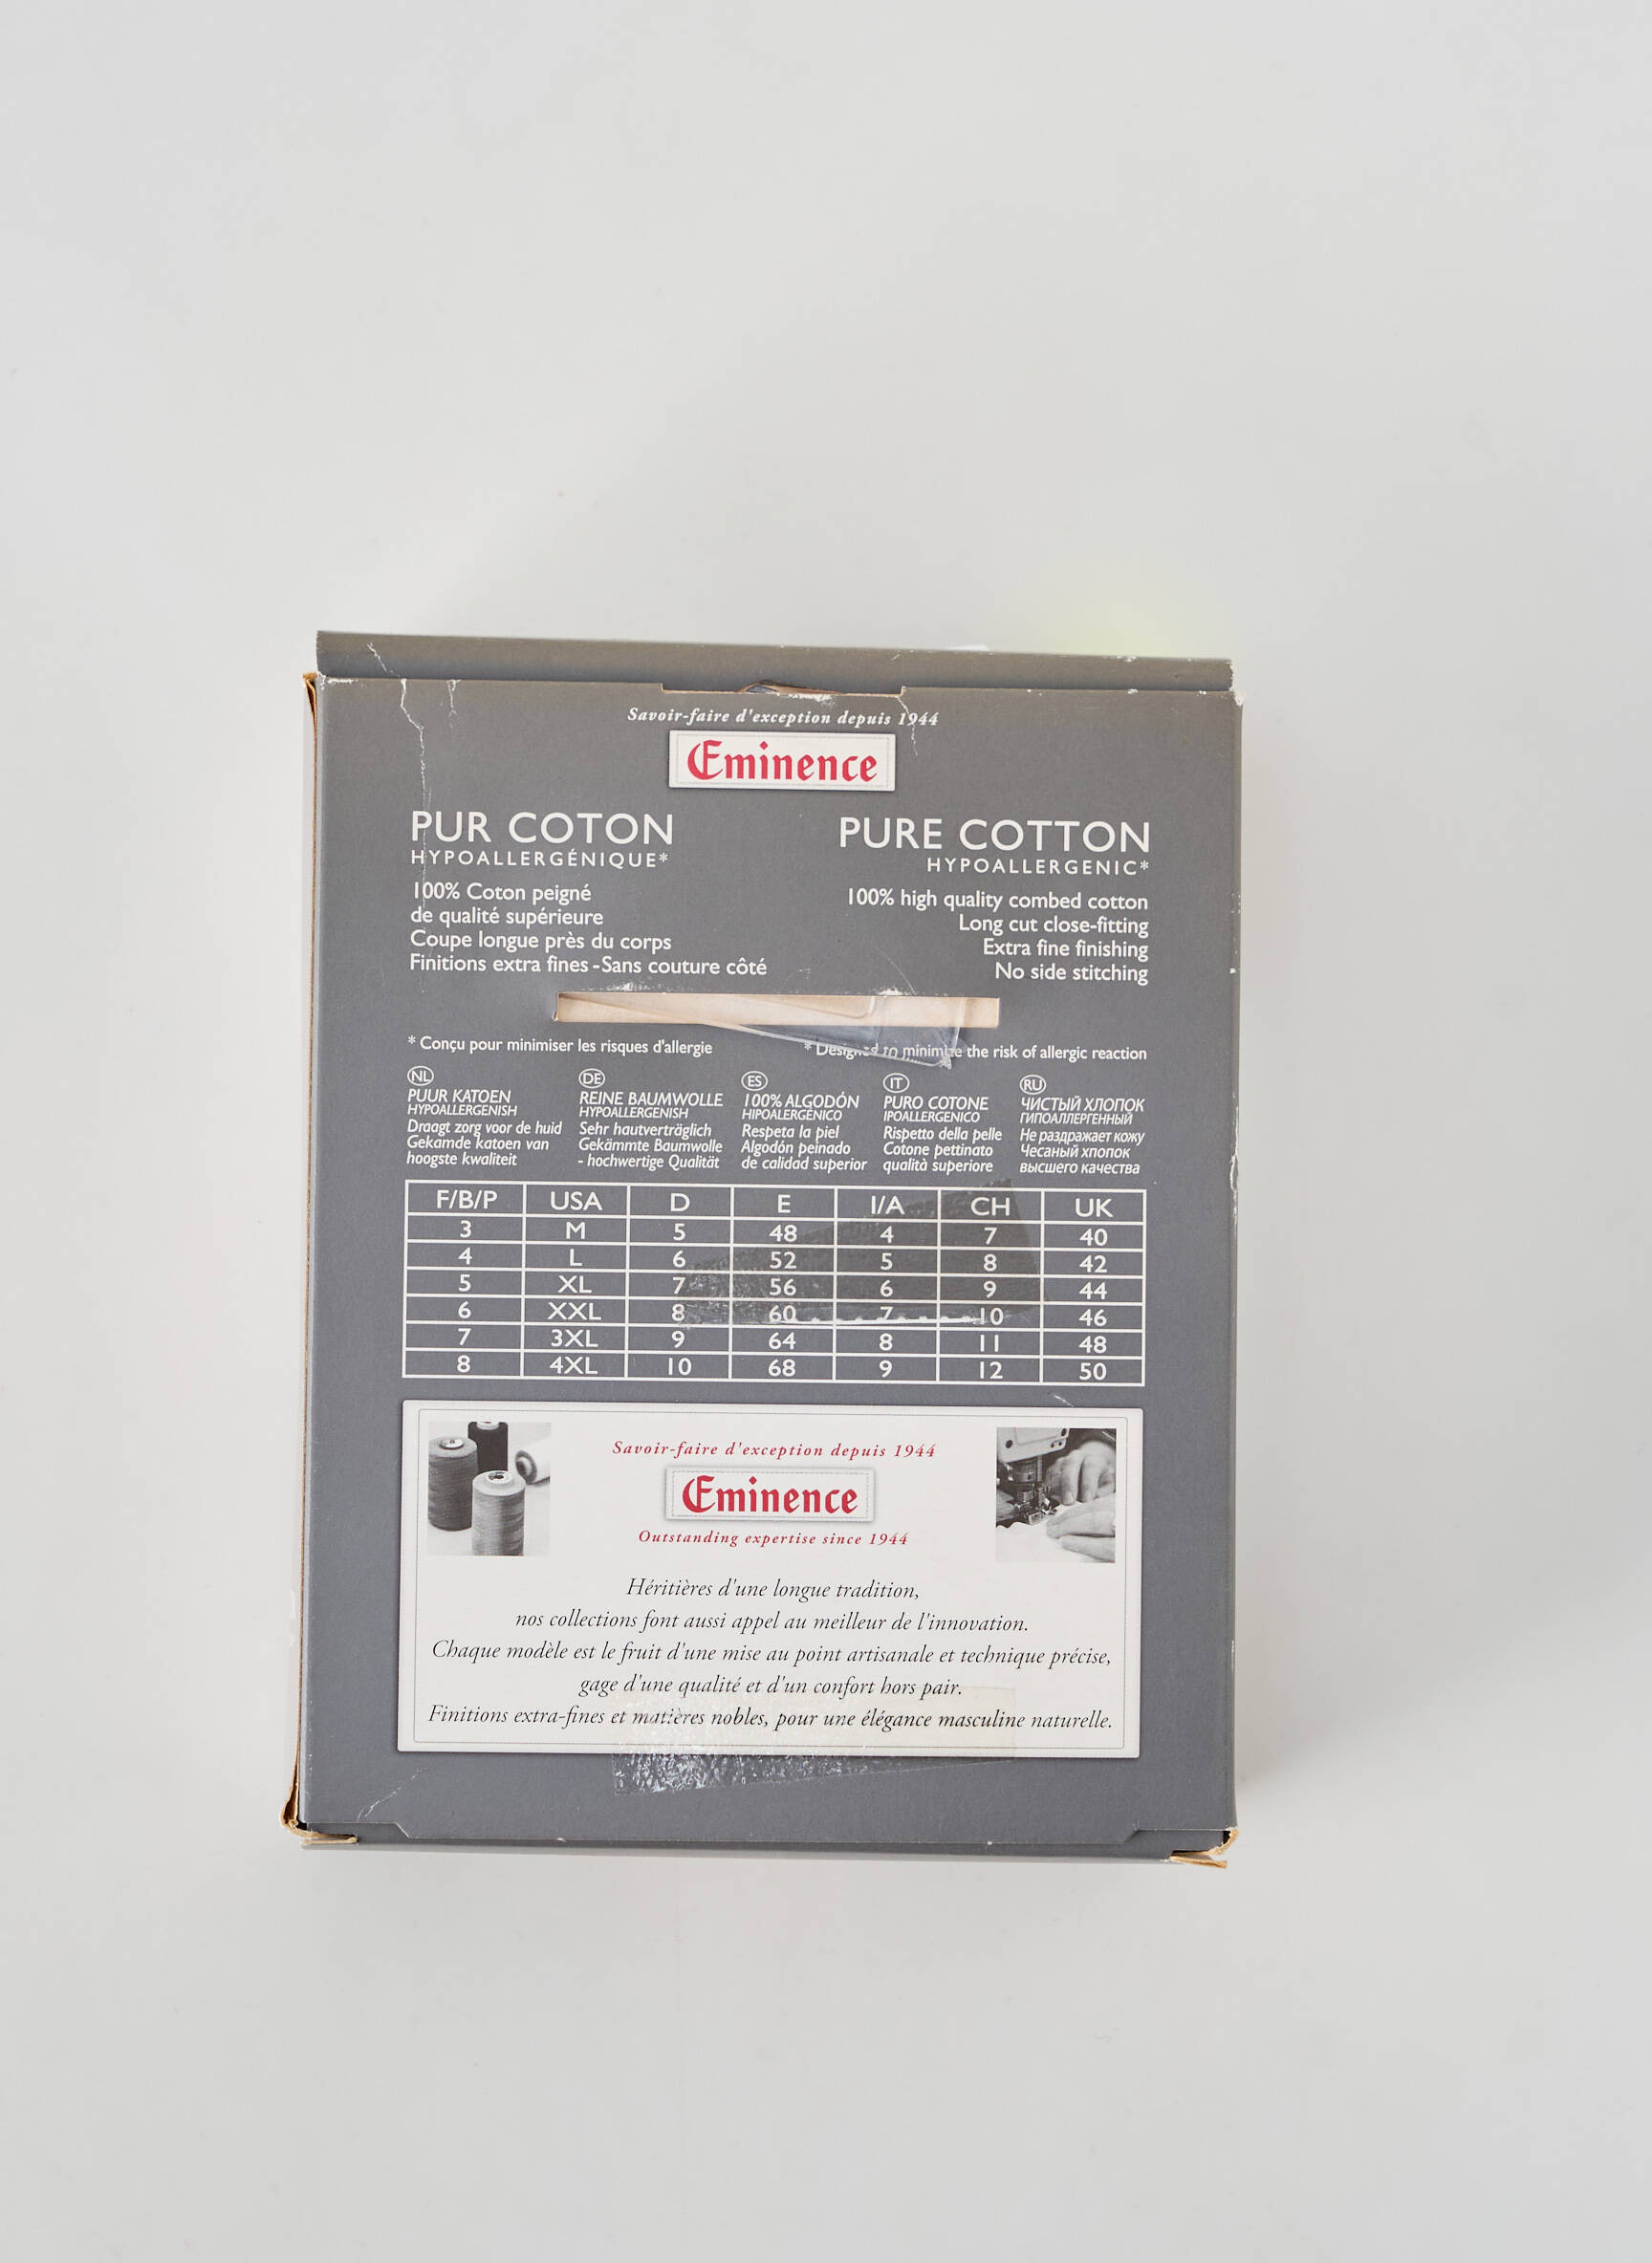 Savoir-faire d'exception depuis 1944
Eminence
PUR COTON
HYPOALLERGÉNIQUE*
100% Coton peigné
de qualité supérieure
Coupe longue près du corps
Finitions extra fines - Sans couture côté
PURE COTTON
HYPOALLERGENIC*
100% high quality combed cotton
Long cut close-fitting
Extra fine finishing
No side stitching
* Conçu pour minimiser les risques d'allergie
* Designed to minimize the risk of allergic reaction
NL
PUUR KATOEN
HYPOALLERGENISH
Draagt zorg voor de huid
Gekamde katoen van
hoogste kwaliteit
DE
REINE BAUMWOLLE
HYPOALLERGENISH
Sehr hautverträglich
Gekämmte Baumwolle
- hochwertige Qualität
ES
100% ALGODÓN
HIPOALERGÉNICO
Respeta la piel
Algodón peinado
de calidad superior
IT
PURO COTONE
IPOALLERGENICO
Rispetto della pelle
Cotone pettinato
qualità superiore
RU
ЧИСТЫЙ ХЛОПОК
ГИПОАЛЛЕРГЕННЫЙ
Не раздражает кожу
Чесаный хлопок
высшего качества
F/B/P USA D E I/A CH UK
3 M 5 48 4 7 40
4 L 6 52 5 8 42
5 XL 7 56 6 9 44
6 XXL 8 60 7 10 46
7 3XL 9 64 8 11 48
8 4XL 10 68 9 12 50
Savoir-faire d'exception depuis 1944
Eminence
Outstanding expertise since 1944
Héritières d'une longue tradition,
nos collections font aussi appel au meilleur de l'innovation.
Chaque modèle est le fruit d'une mise au point artisanale et technique précise,
gage d'une qualité et d'un confort hors pair.
Finitions extra-fines et matières nobles, pour une élégance masculine naturelle.